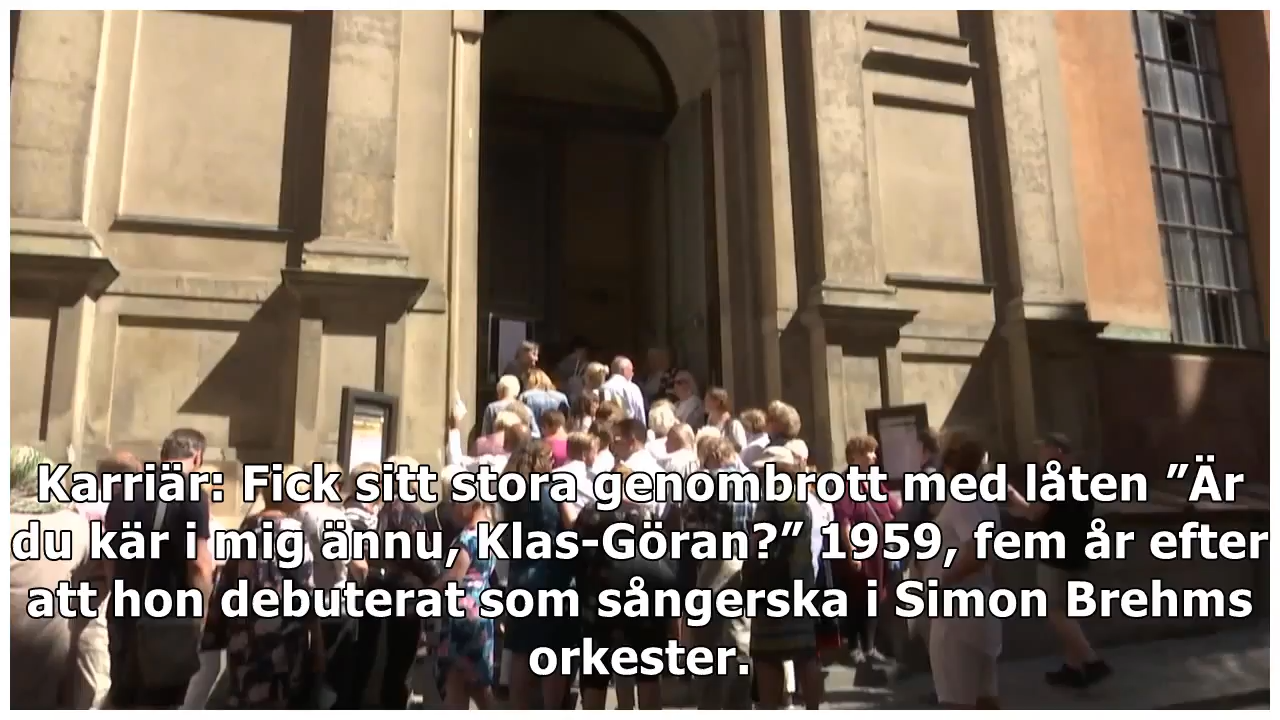 Karriär: Fick sitt stora genombrott med låten ”Är
du kär i mig ännu, Klas-Göran?” 1959, fem år efter
att hon debuterat som sångerska i Simon Brehms
orkester.